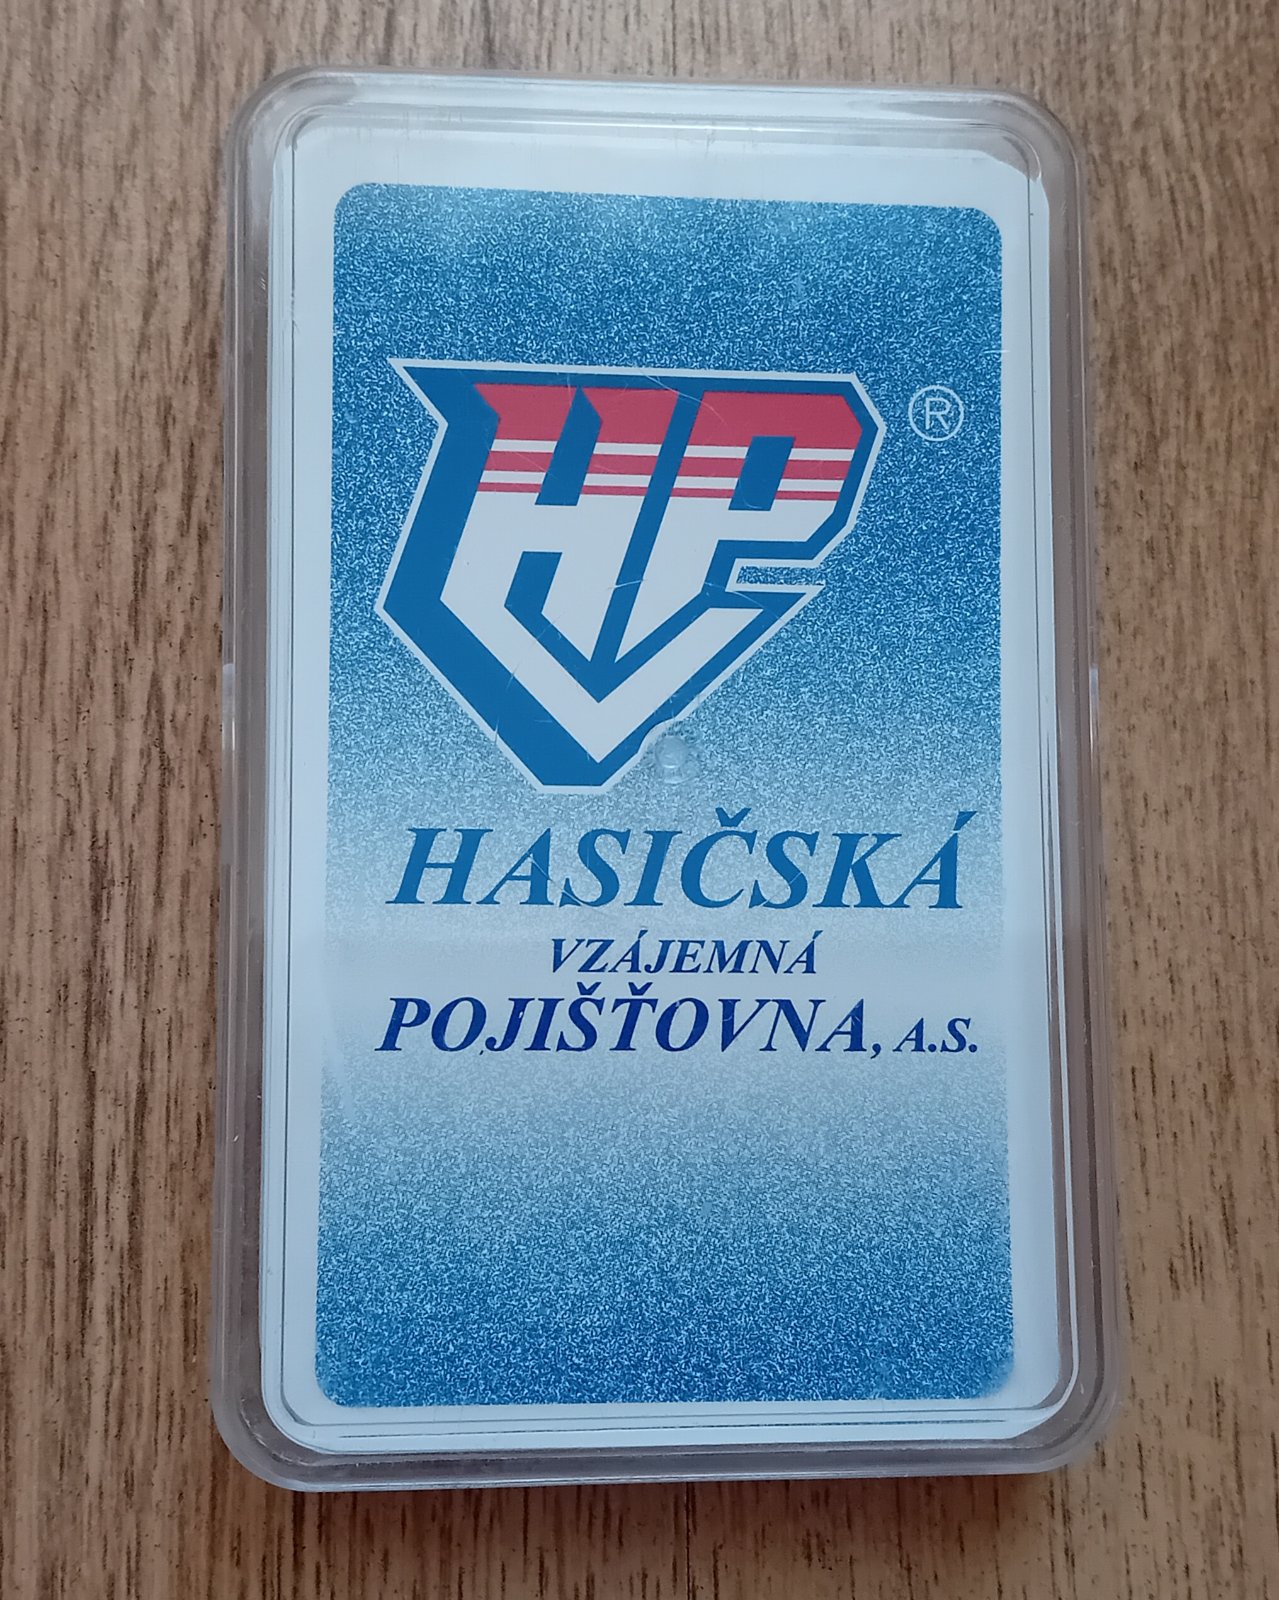 HVP
®
HASIČSKÁ
VZÁJEMNÁ
POJIŠŤOVNA, A.S.